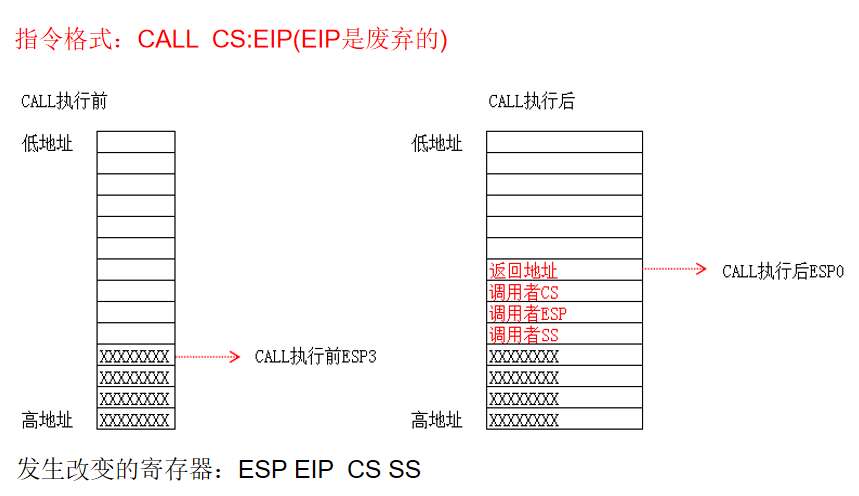 指令格式：CALL  CS:EIP(EIP是废弃的)
CALL执行前
CALL执行后
低地址
低地址
返回地址
CALL执行后ESP0
调用者CS
调用者ESP
调用者SS
XXXXXXXX
CALL执行前ESP3
XXXXXXXX
XXXXXXXX
XXXXXXXX
XXXXXXXX
XXXXXXXX
高地址
XXXXXXXX
高地址
XXXXXXXX
发生改变的寄存器：ESP EIP  CS SS